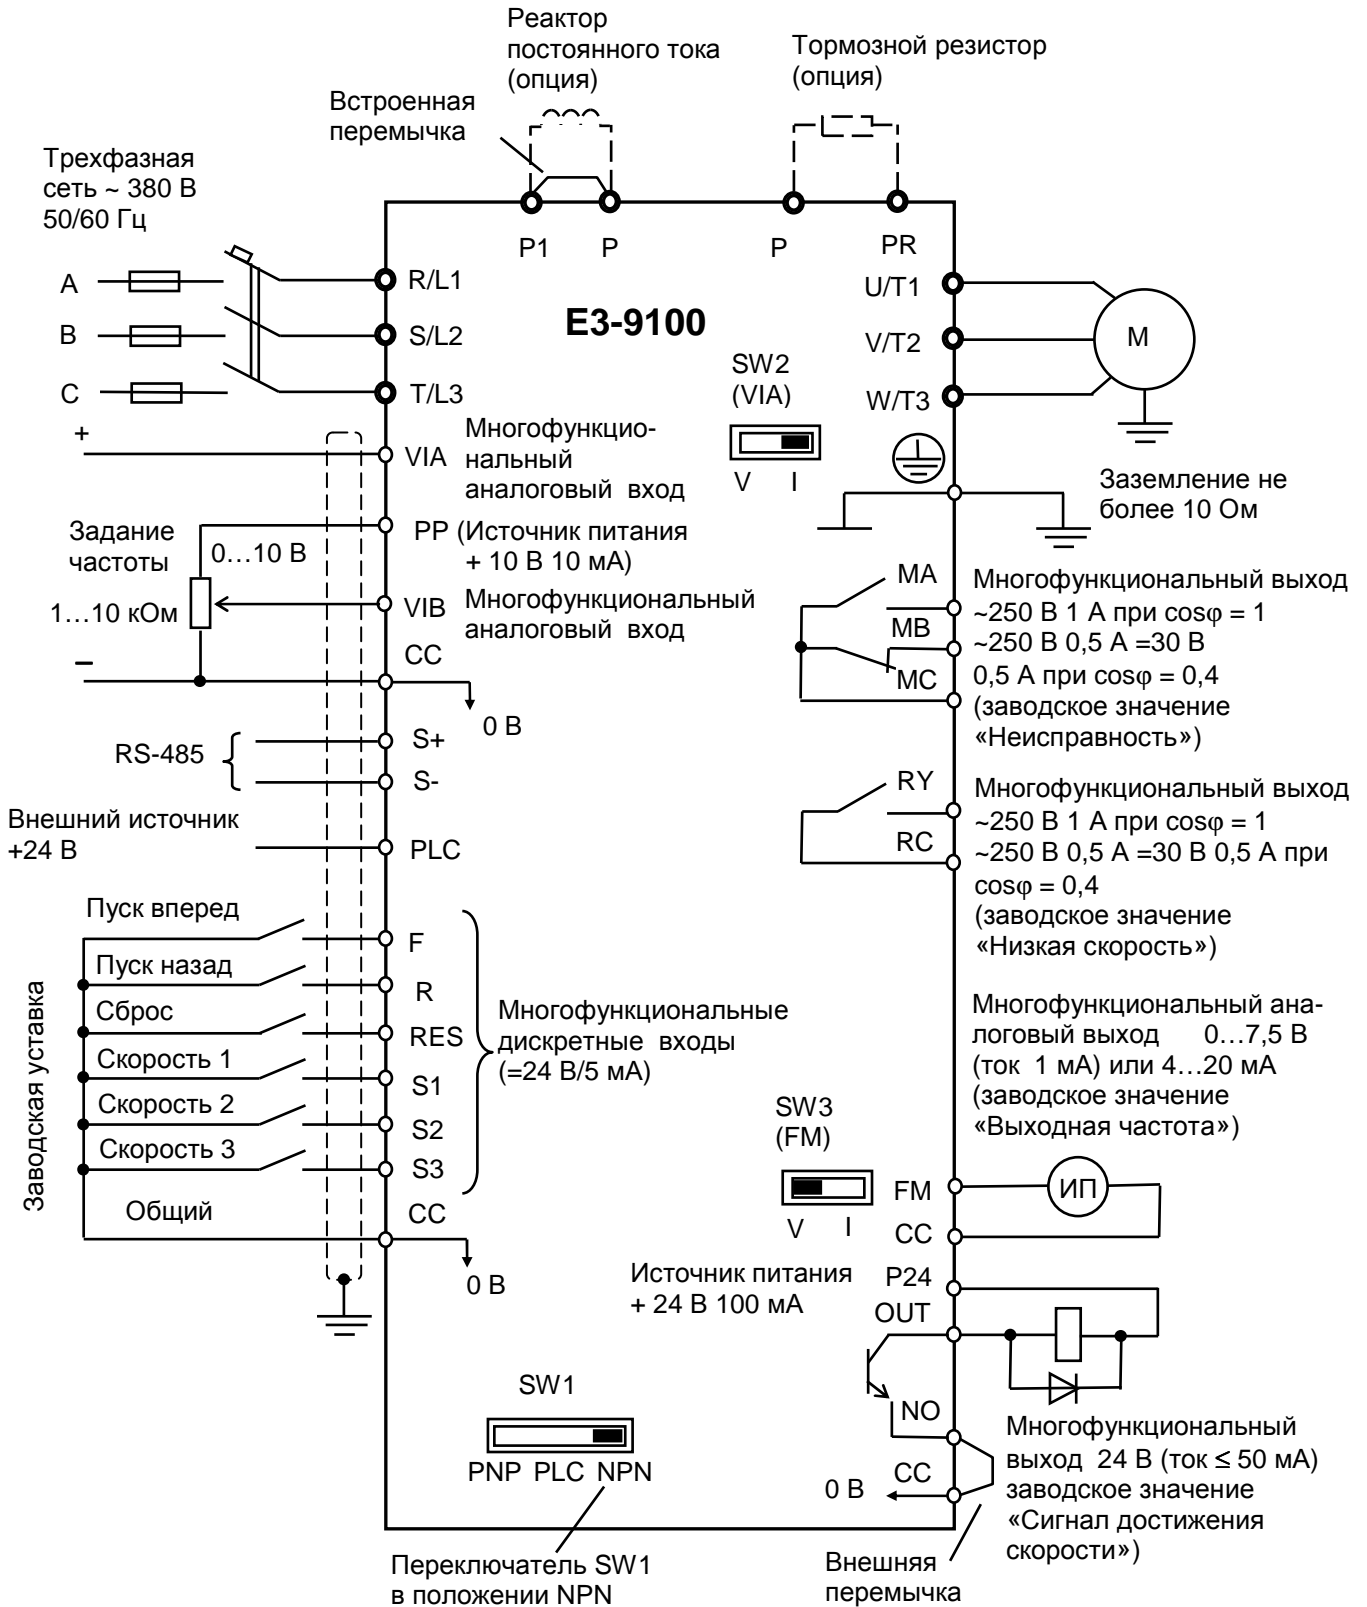 Реактор
постоянного тока
(опция)
Тормозной резистор
(опция)
Встроенная
перемычка
Трехфазная
сеть ~ 380 В
50/60 Гц
P1
P
P
PR
A
R/L1
U/T1
E3-9100
B
S/L2
V/T2
M
SW2
(VIA)
C
T/L3
W/T3
V
I
+
VIA
Многофункцио-
нальный
аналоговый вход
Заземление не
более 10 Ом
Задание
частоты
0…10 В
1…10 кОм
PP (Источник питания
+ 10 В 10 мА)
VIB
Многофункциональный
аналоговый вход
CC
–
0 В
MA
MB
MC
Многофункциональный выход
~250 В 1 А при cosφ = 1
~250 В 0,5 А =30 В
0,5 А при cosφ = 0,4
(заводское значение
«Неисправность»)
RS-485
S+
S-
Внешний источник
+24 В
PLC
RY
RC
Многофункциональный выход
~250 В 1 А при cosφ = 1
~250 В 0,5 А =30 В 0,5 А при
cosφ = 0,4
(заводское значение
«Низкая скорость»)
Заводская уставка
Пуск вперед
F
Пуск назад
R
Сброс
RES
Скорость 1
S1
Скорость 2
S2
Скорость 3
S3
Общий
CC
0 В
Многофункциональные
дискретные входы
(=24 В/5 мА)
Многофункциональный ана-
логовый выход 0…7,5 В
(ток 1 мА) или 4…20 мА
(заводское значение
«Выходная частота»)
SW3
(FM)
V
I
FM
ИП
CC
Источник питания
+ 24 В 100 мА
P24
OUT
NO
CC
0 В
Многофункциональный
выход 24 В (ток ≤ 50 мА)
заводское значение
«Сигнал достижения
скорости»)
SW1
PNP PLC NPN
Переключатель SW1
в положении NPN
Внешняя
перемычка